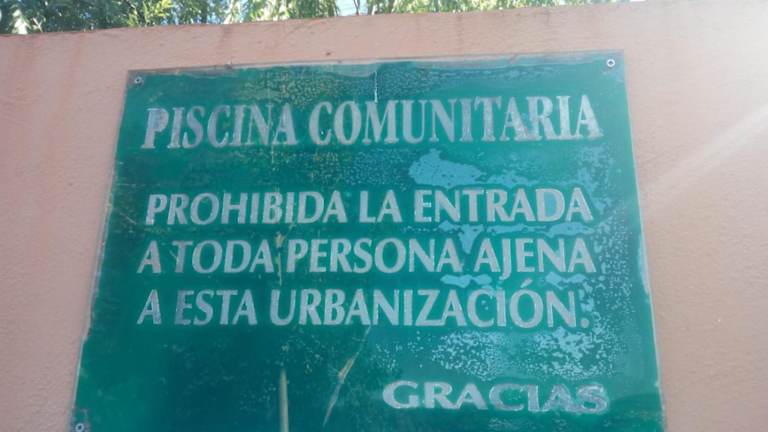 PISCINA COMUNITARIA
PROHIBIDA LA ENTRADA
A TODA PERSONA AJENA
A ESTA URBANIZACIÓN.
GRACIAS